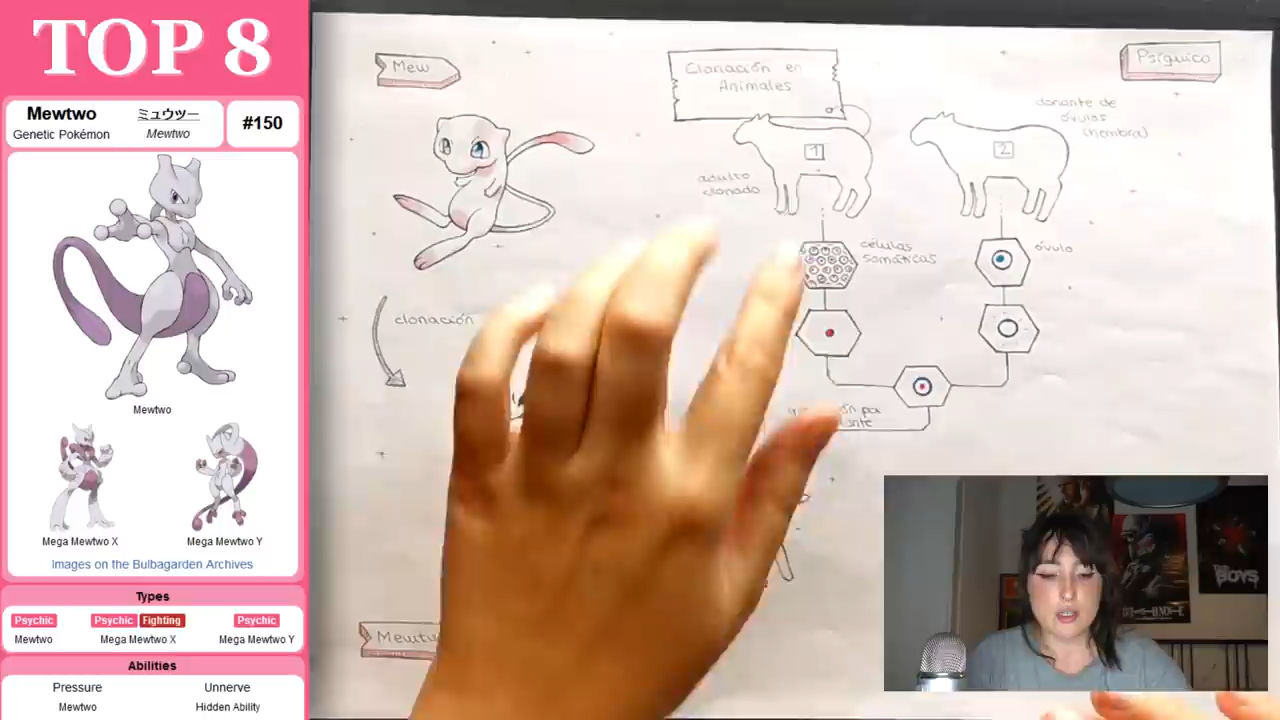 TOP 8
Mewtwo
Genetic Pokémon
ミュウツー
Mewtwo
#150
Mewtwo
Mega Mewtwo X
Mega Mewtwo Y
Images on the Bulbagarden Archives
Types
Psychic
Mewtwo
Psychic Fighting
Mega Mewtwo X
Psychic
Mega Mewtwo Y
Abilities
Pressure
Mewtwo
Unnerve
Hidden Ability
Mew
Clonación en
Animales
Psíquico
donante de
óvulos
(hembra)
1
2
adulto
clonado
células
somáticas
óvulo
clonación
BOYS